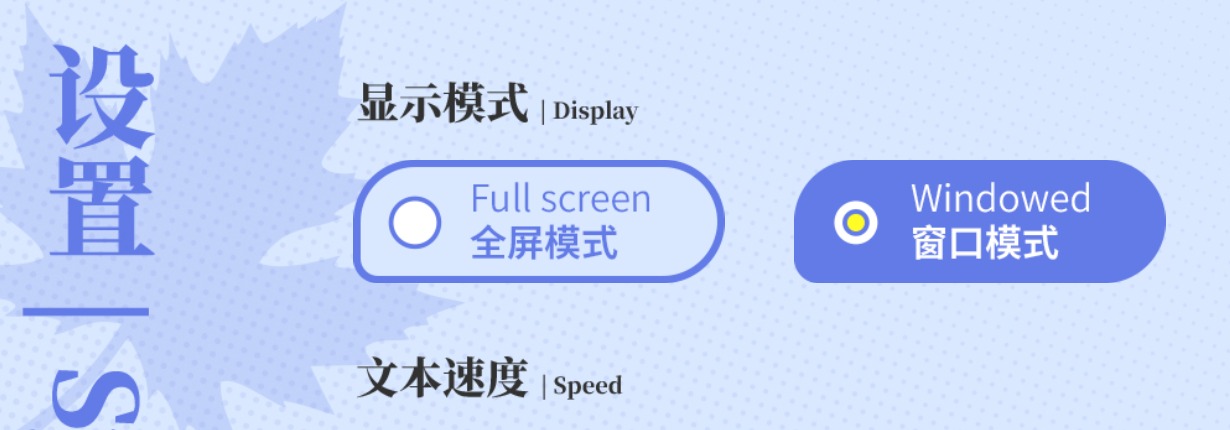 设置 | S
显示模式 | Display
Full screen
全屏模式
Windowed
窗口模式
文本速度 | Speed